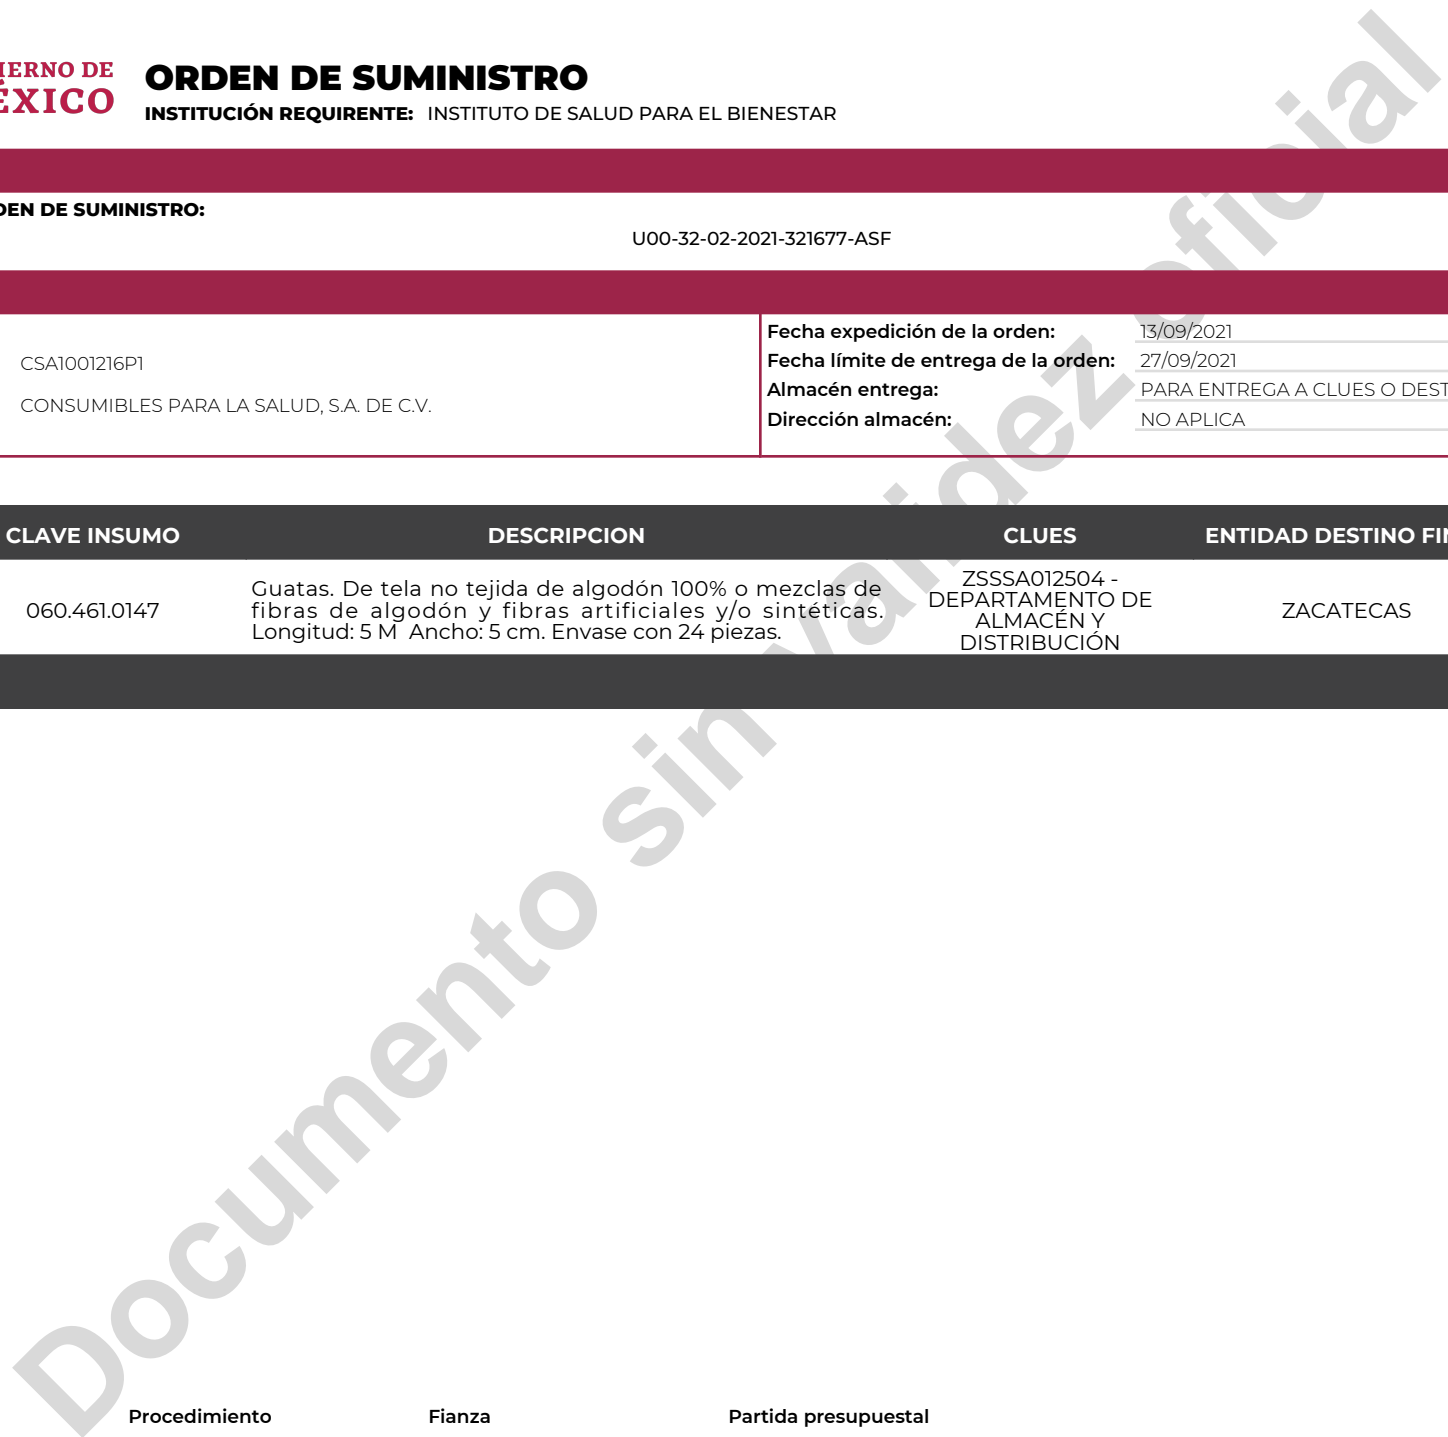 IERNO DE
ÉXICO
ORDEN DE SUMINISTRO
INSTITUCIÓN REQUIRENTE: INSTITUTO DE SALUD PARA EL BIENESTAR
DEN DE SUMINISTRO:
U00-32-02-2021-321677-ASF
CSA1001216P1
CONSUMIBLES PARA LA SALUD, S.A. DE C.V.
Fecha expedición de la orden: 13/09/2021
Fecha límite de entrega de la orden: 27/09/2021
Almacén entrega: PARA ENTREGA A CLUES O DEST
Dirección almacén: NO APLICA
CLAVE INSUMO DESCRIPCION CLUES ENTIDAD DESTINO FIN
060.461.0147
Guatas. De tela no tejida de algodón 100% o mezclas de
fibras de algodón y fibras artificiales y/o sintéticas.
Longitud: 5 M Ancho: 5 cm. Envase con 24 piezas.
ZSSSA012504 -
DEPARTAMENTO DE
ALMACÉN Y
DISTRIBUCIÓN
ZACATECAS
Documento sin validez oficial
Procedimiento Fianza Partida presupuestal